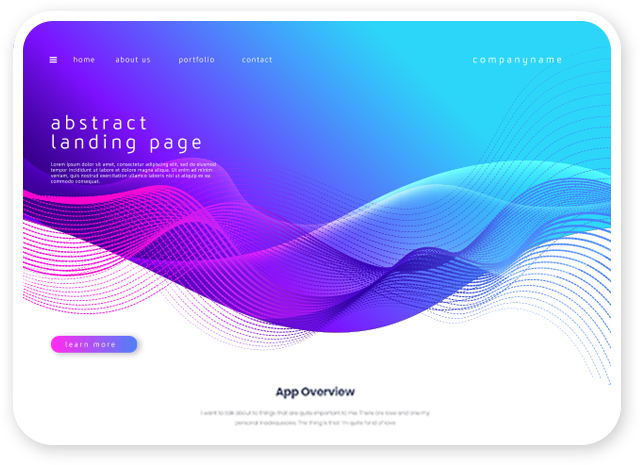 home about us portfolio contact companyname
abstract
landing page
Lorem ipsum dolor sit amet, consectetur adipiscing elit, sed do eiusmod
tempor incididunt ut labore et dolore magna aliqua. Ut enim ad minim
veniam, quis nostrud exercitation ullamco laboris nisi ut aliquip ex ea
commodo consequat.
learn more
App Overview
I want to talk about to things that are quite important to me. There are love and one my
personal inadequacies. The thing is that 'm quite fond of love